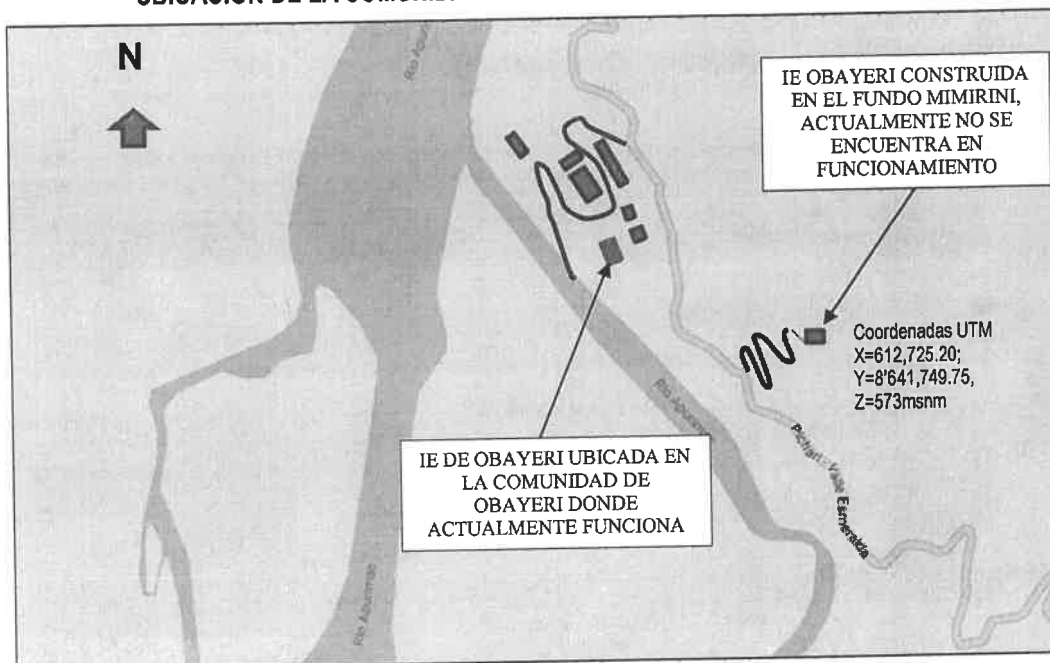 N
IE OBAYERI CONSTRUIDA
EN EL FUNDO MIMIRINI,
ACTUALMENTE NO SE
ENCUENTRA EN
FUNCIONAMIENTO
Coordenadas UTM
X=612,725.20;
Y=8'641,749.75,
Z=573msnm
Río Apurímac
Pichari - Valle Esmeralda
IE DE OBAYERI UBICADA EN
LA COMUNIDAD DE
OBAYERI DONDE
ACTUALMENTE FUNCIONA
Río Apurímac